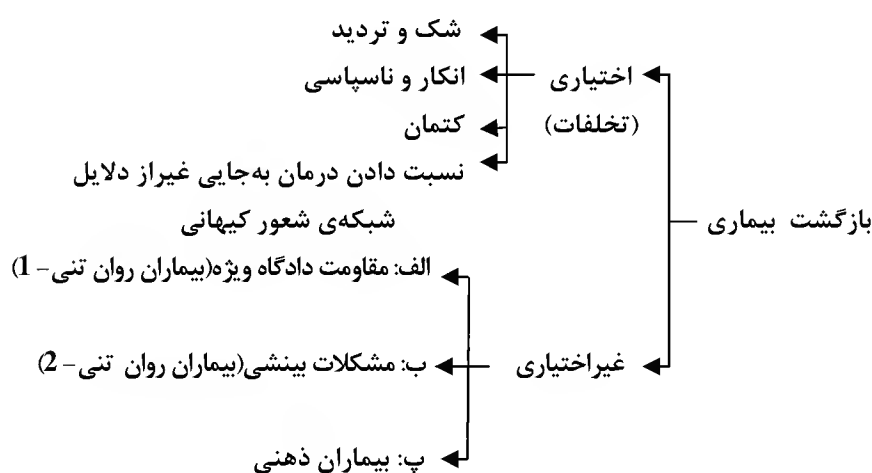 بازگشت بیماری
اختیاری
(تخلفات)
شک و تردید
انکار و ناسپاسی
کتمان
نسبت دادن درمان به‌جایی غیراز دلایل
شبکه‌ی شعور کیهانی
غیراختیاری
الف: مقاومت دادگاه ویژه(بیماران روان تنی- 1)
ب: مشکلات بینشی(بیماران روان تنی- 2)
پ: بیماران ذهنی